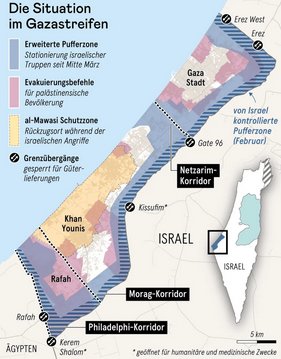 Die Situation
im Gazastreifen
Erweiterte Pufferzone
Stationierung israelischer
Truppen seit Mitte März
Evakuierungsbefehle
für palästinensische
Bevölkerung
al-Mawasi Schutzzone
Rückzugsort während der
israelischen Angriffe
Grenzübergänge
gesperrt für Güter-
lieferungen
Erez West
Erez
Gaza
Stadt
von Israel
kontrollierte
Pufferzone
(Februar)
Gate 96
Netzarim-
Korridor
Kissufim*
Khan
Younis
ISRAEL
ISRAEL
Rafah
Morag-Korridor
Rafah
Philadelphi-Korridor
Kerem
Shalom*
ÄGYPTEN
5 km
*geöffnet für humanitäre und medizinische Zwecke